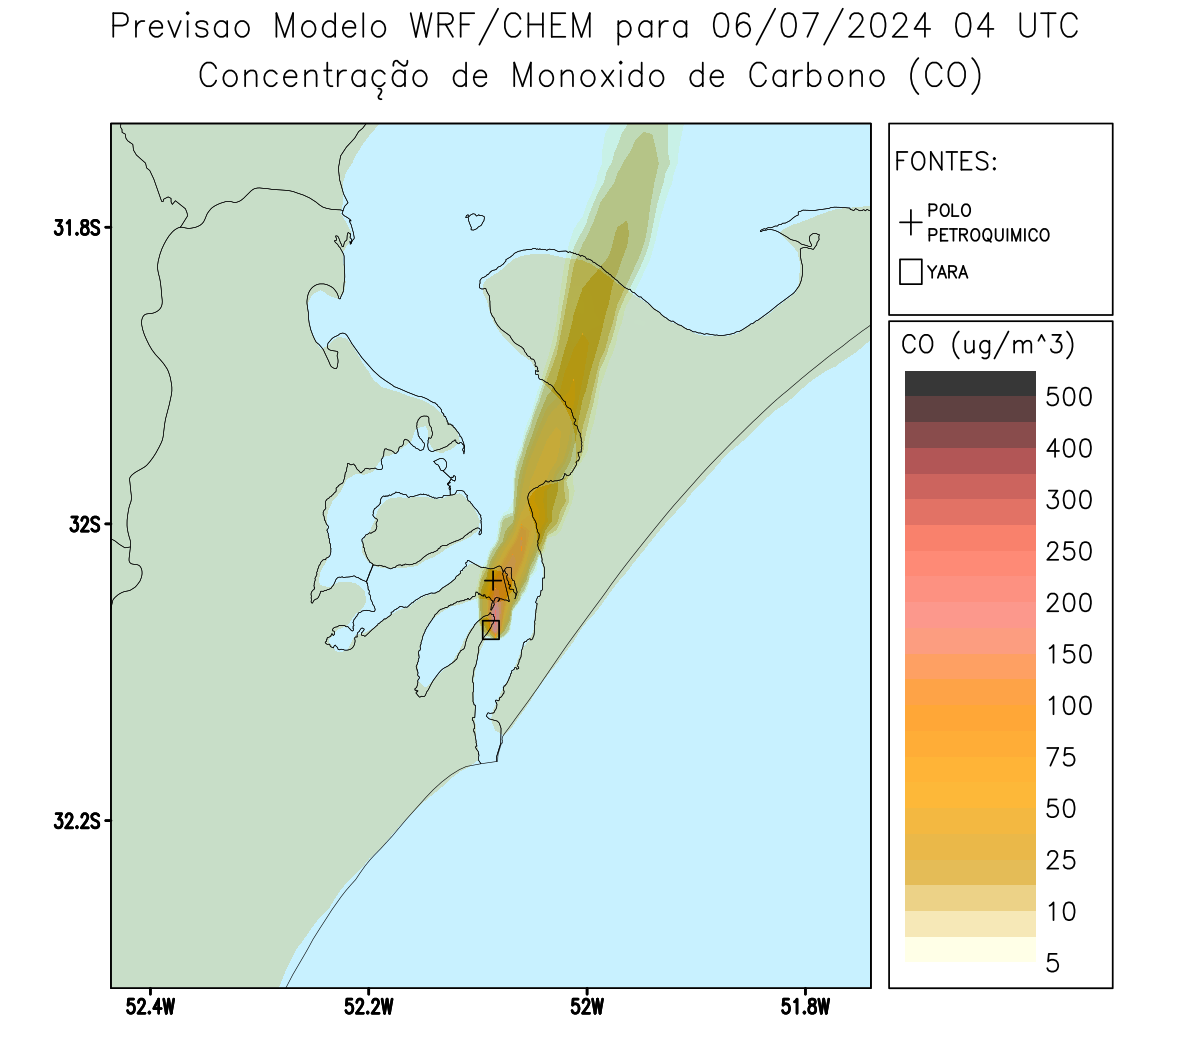 Previsao Modelo WRF/CHEM para 06/07/2024 04 UTC
Concentração de Monoxido de Carbono (CO)
FONTES:
POLO
PETROQUIMICO
YARA
CO (ug/m^3)
500
400
300
250
200
150
100
75
50
25
10
5
31.8S
32S
32.2S
52.4W
52.2W
52W
51.8W